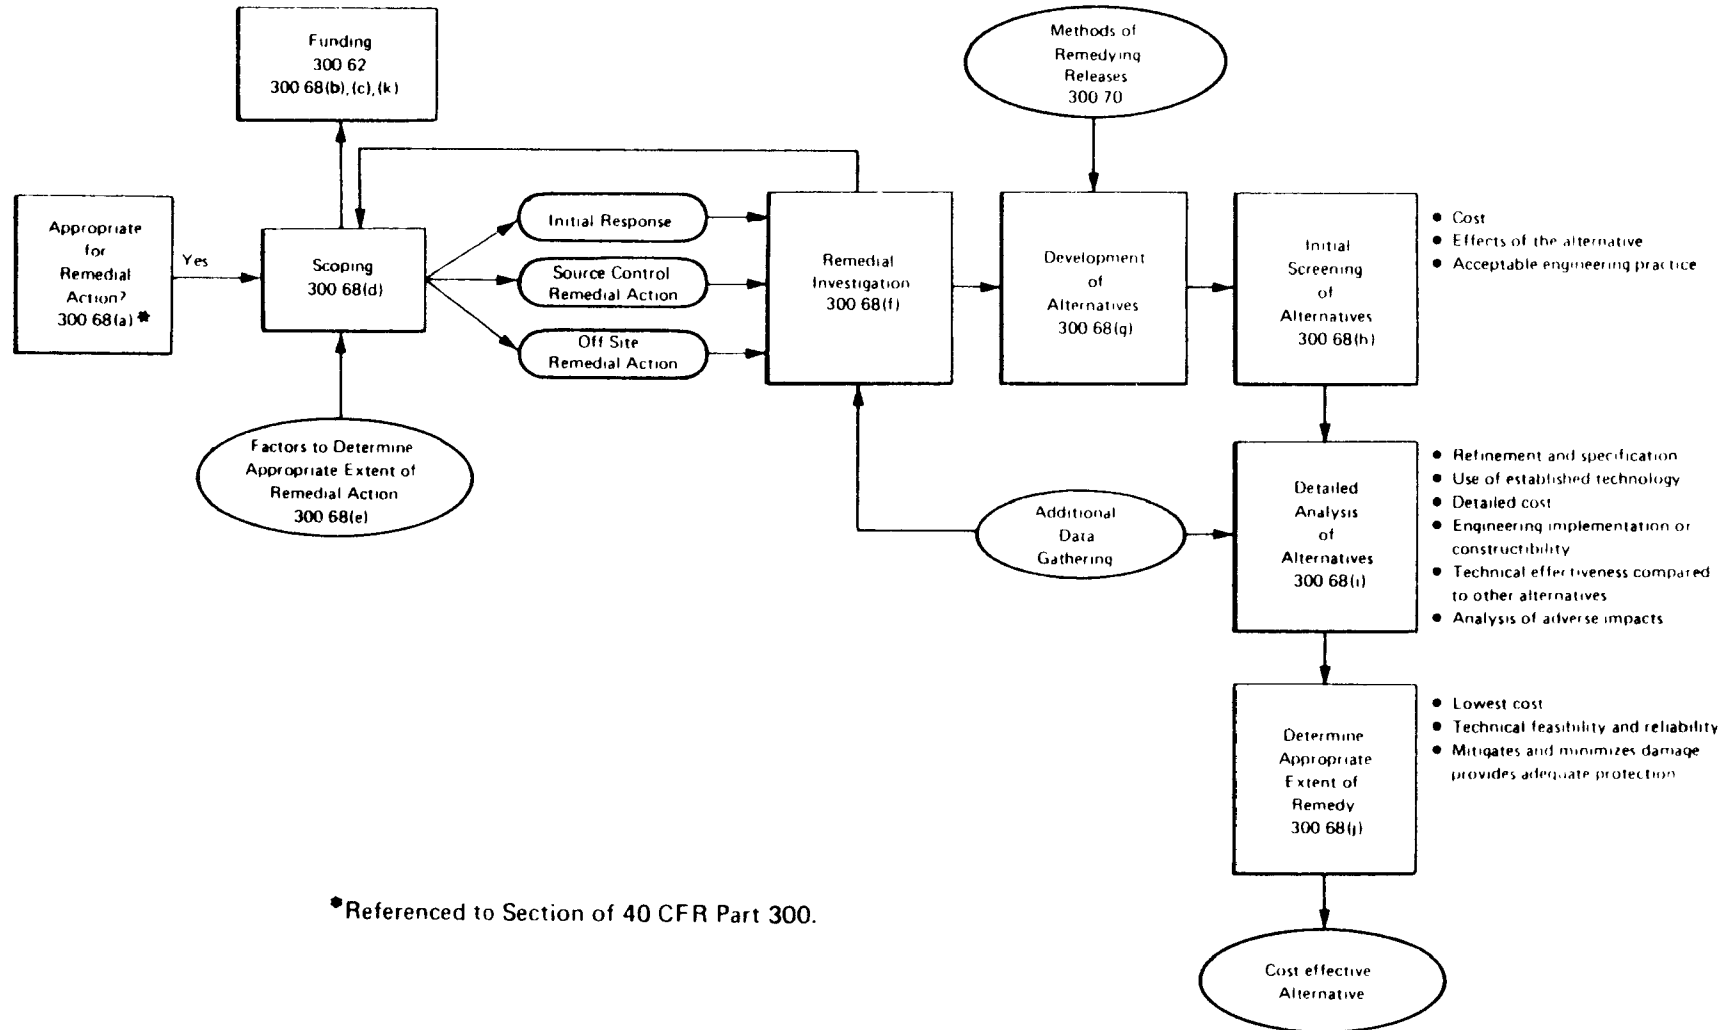 Funding
300 62
300 68(b),(c),(k)
Methods of
Remedying
Releases
300 70
Appropriate
for
Remedial
Action?
300 68(a)*
Yes
Scoping
300 68(d)
Initial Response
Source Control
Remedial Action
Off Site
Remedial Action
Remedial
Investigation
300 68(f)
Development
of
Alternatives
300 68(g)
Initial
Screening
of
Alternatives
300 68(h)
● Cost
● Effects of the alternative
● Acceptable engineering practice
Factors to Determine
Appropriate Extent of
Remedial Action
300 68(e)
Additional
Data
Gathering
Detailed
Analysis
of
Alternatives
300 68(i)
● Refinement and specification
● Use of established technology
● Detailed cost
● Engineering implementation or
constructibility
● Technical effectiveness compared
to other alternatives
● Analysis of adverse impacts
Determine
Appropriate
Extent of
Remedy
300 68(j)
● Lowest cost
● Technical feasibility and reliability
● Mitigates and minimizes damage
provides adequate protection
*Referenced to Section of 40 CFR Part 300.
Cost effective
Alternative